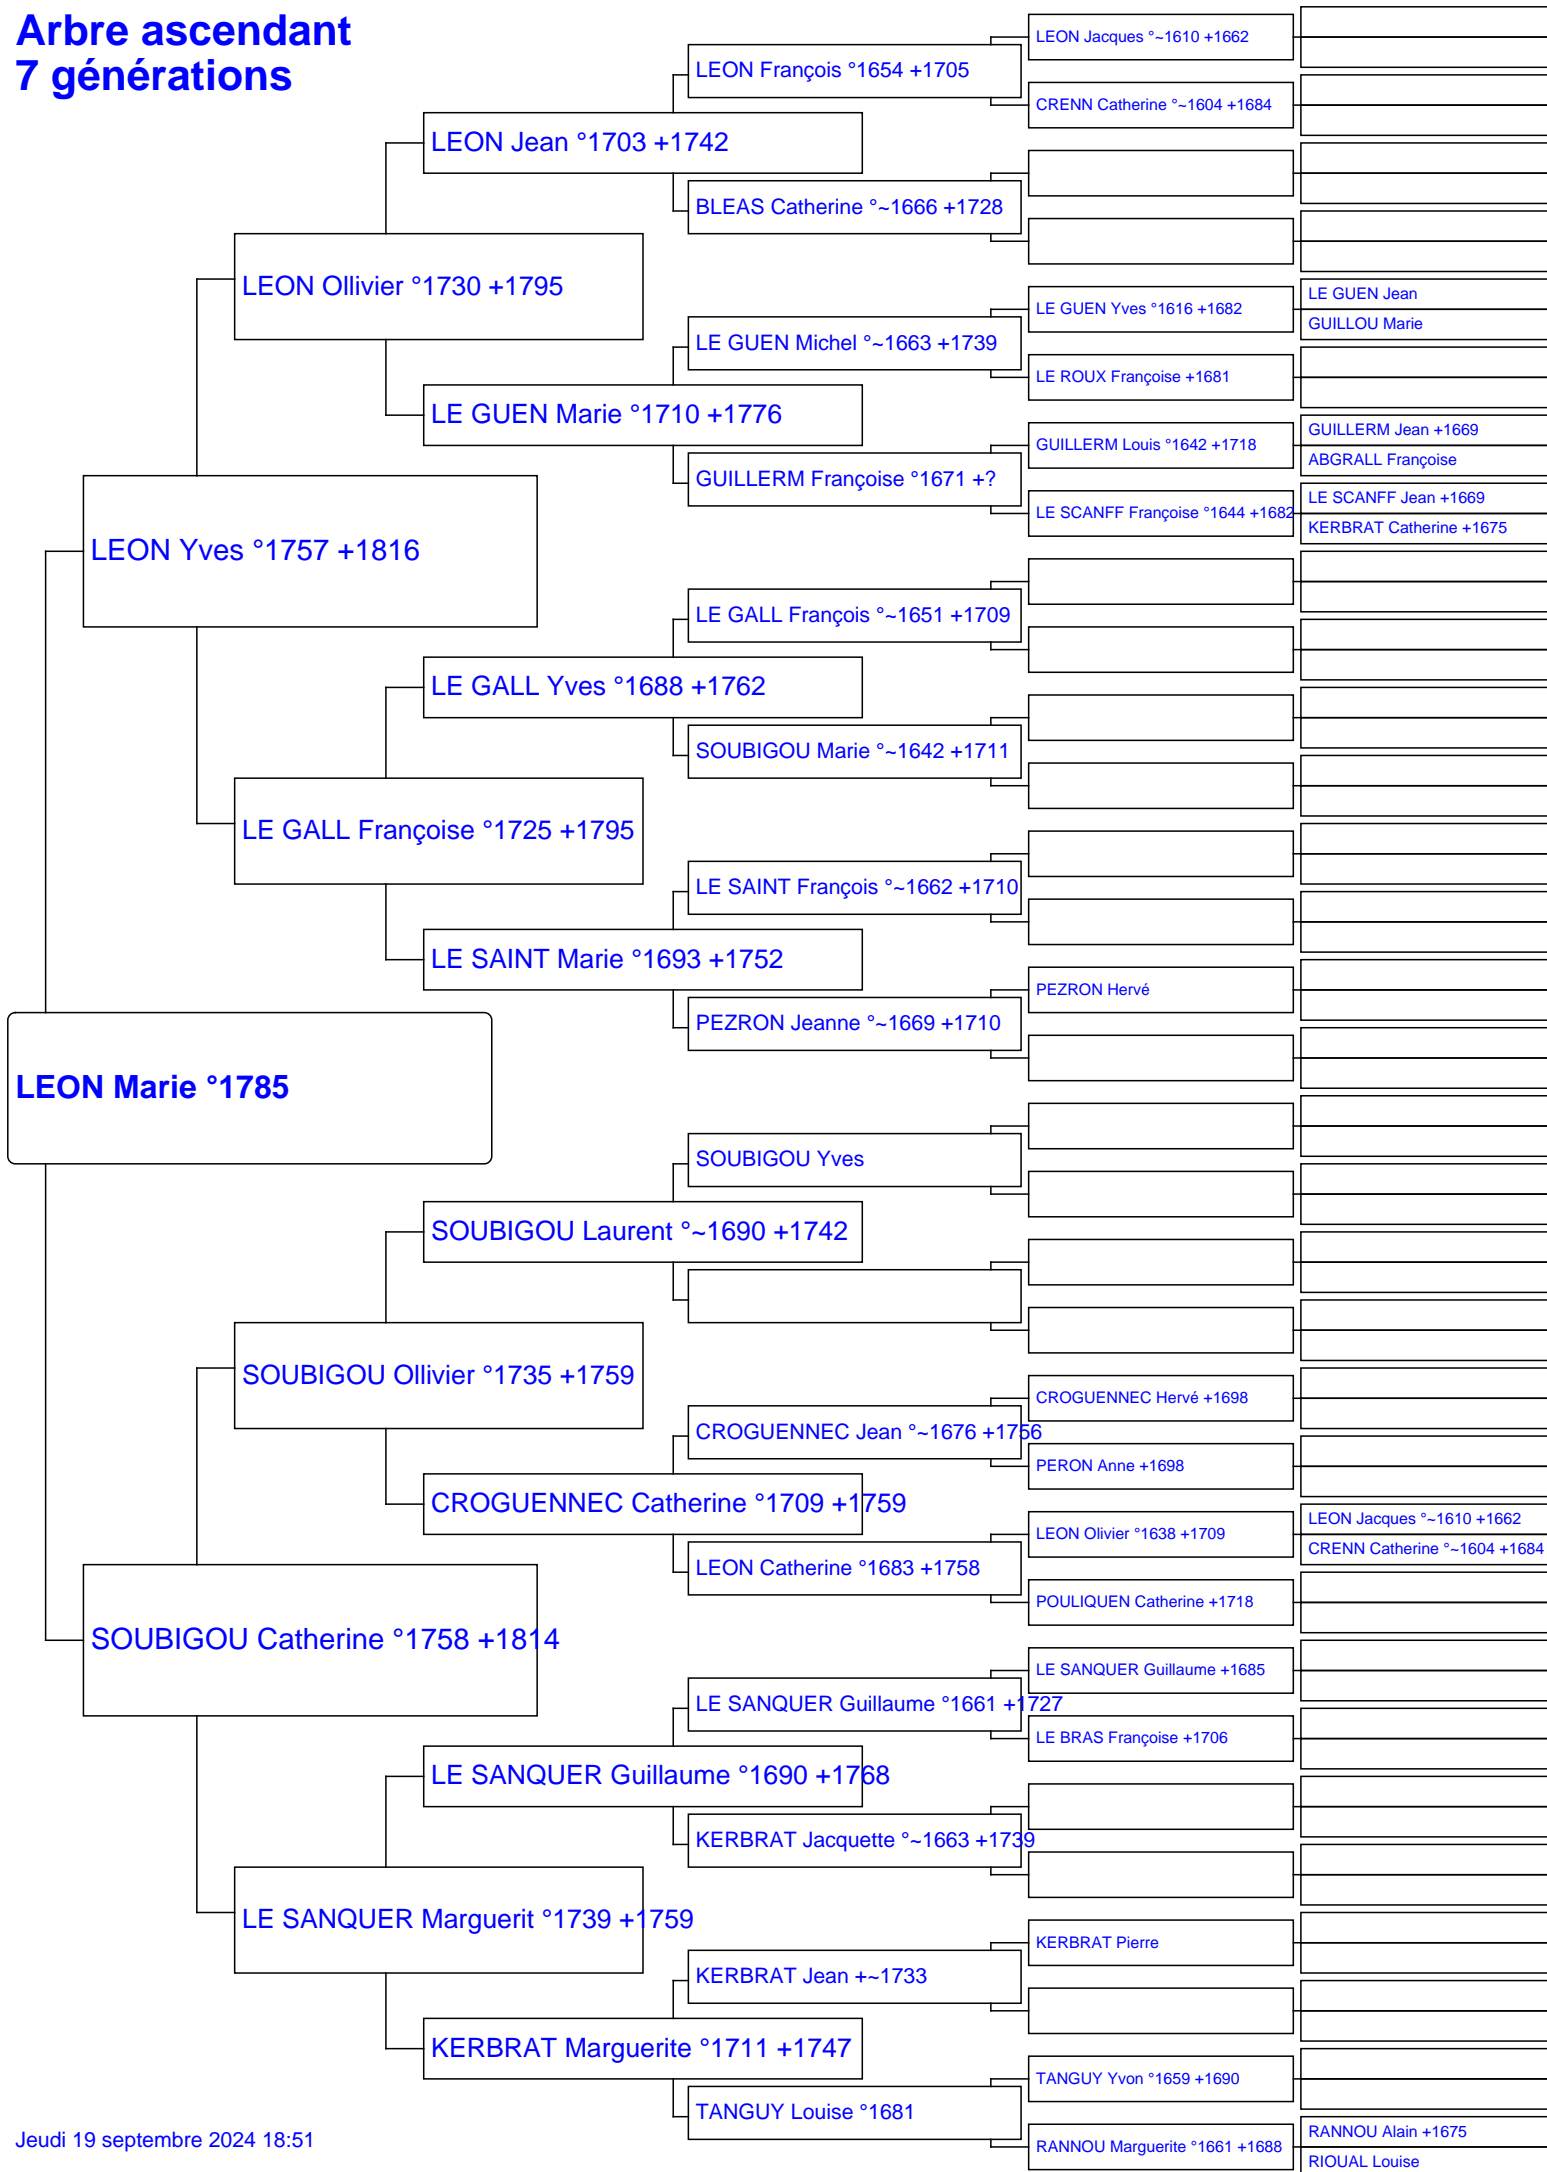 Arbre ascendant
7 générations
LEON Jacques °~1610 +1662
LEON François °1654 +1705
CRENN Catherine °~1604 +1684
LEON Jean °1703 +1742
BLEAS Catherine °~1666 +1728
LEON Ollivier °1730 +1795
LE GUEN Jean
LE GUEN Yves °1616 +1682
GUILLOU Marie
LE GUEN Michel °~1663 +1739
LE ROUX Françoise +1681
LE GUEN Marie °1710 +1776
GUILLERM Jean +1669
GUILLERM Louis °1642 +1718
ABGRALL Françoise
GUILLERM Françoise °1671 +?
LE SCANFF Jean +1669
LE SCANFF Françoise °1644 +1682
KERBRAT Catherine +1675
LEON Yves °1757 +1816
LE GALL François °~1651 +1709
LE GALL Yves °1688 +1762
SOUBIGOU Marie °~1642 +1711
LE GALL Françoise °1725 +1795
LE SAINT François °~1662 +1710
LE SAINT Marie °1693 +1752
PEZRON Hervé
PEZRON Jeanne °~1669 +1710
LEON Marie °1785
SOUBIGOU Yves
SOUBIGOU Laurent °~1690 +1742
SOUBIGOU Ollivier °1735 +1759
CROGUENNEC Hervé +1698
CROGUENNEC Jean °~1676 +1756
PERON Anne +1698
CROGUENNEC Catherine °1709 +1759
LEON Jacques °~1610 +1662
LEON Olivier °1638 +1709
CRENN Catherine °~1604 +1684
LEON Catherine °1683 +1758
POULIQUEN Catherine +1718
SOUBIGOU Catherine °1758 +1814
LE SANQUER Guillaume +1685
LE SANQUER Guillaume °1661 +1727
LE BRAS Françoise +1706
LE SANQUER Guillaume °1690 +1768
KERBRAT Jacquette °~1663 +1739
LE SANQUER Marguerit °1739 +1759
KERBRAT Pierre
KERBRAT Jean +~1733
KERBRAT Marguerite °1711 +1747
TANGUY Yvon °1659 +1690
TANGUY Louise °1681
RANNOU Alain +1675
RANNOU Marguerite °1661 +1688
RIOUAL Louise
Jeudi 19 septembre 2024 18:51